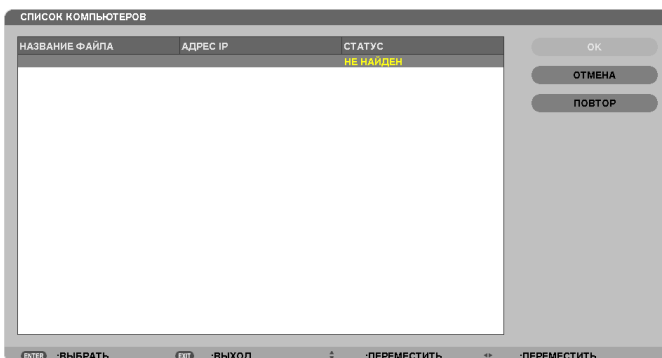 СПИСОК КОМПЬЮТЕРОВ
НАЗВАНИЕ ФАЙЛА АДРЕС IP СТАТУС OK
НЕ НАЙДЕН
ОТМЕНА
ПОВТОР
ENTER :ВЫБРАТЬ EXIT :ВЫХОД :ПЕРЕМЕСТИТЬ :ПЕРЕМЕСТИТЬ